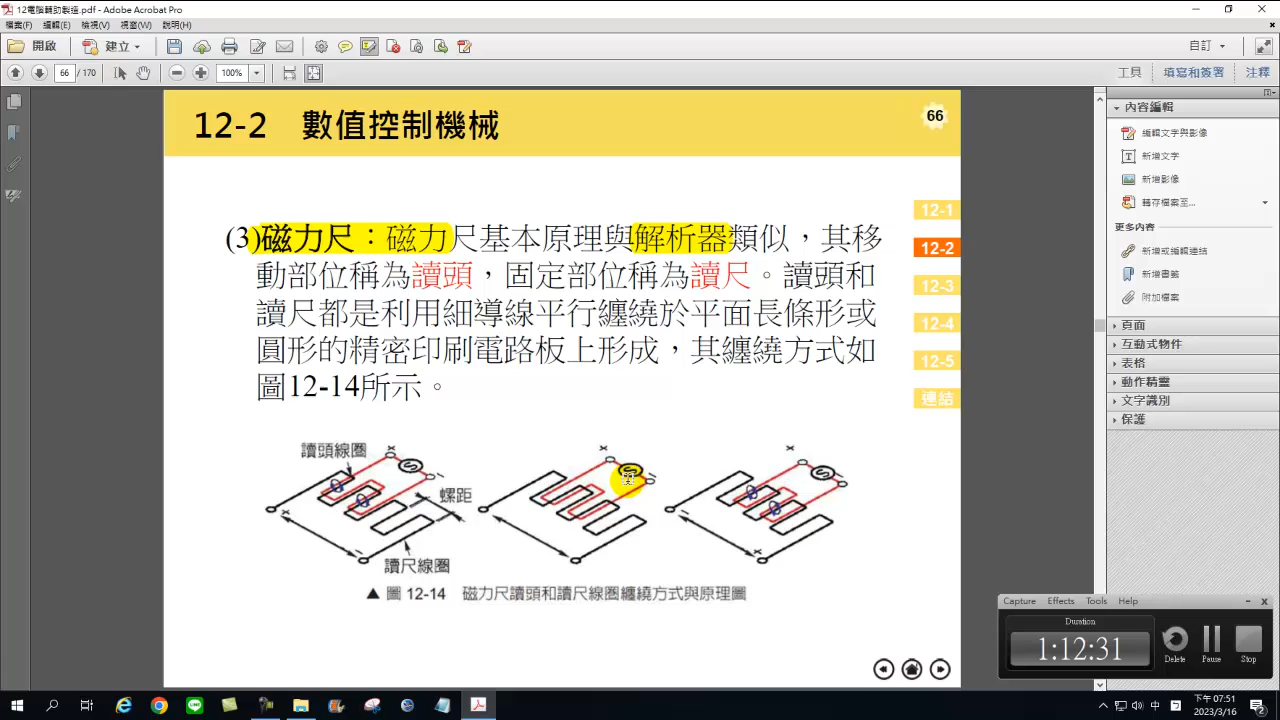 12電腦輔助製造.pdf - Adobe Acrobat Pro
檔案(F) 編輯(E) 檢視(V) 視窗(W) 說明(H)
開啟 建立 自訂
66 / 170 100% 工具 填寫和簽署 注釋
12-2 數值控制機械
66
(3)磁力尺：磁力尺基本原理與解析器類似，其移
動部位稱為讀頭，固定部位稱為讀尺。讀頭和
讀尺都是利用細導線平行纏繞於平面長條形或
圓形的精密印刷電路板上形成，其纏繞方式如
圖12-14所示。
12-1
12-2
12-3
12-4
12-5
連結
讀頭線圈
螺距
讀尺線圈
▲ 圖 12-14 磁力尺讀頭和讀尺線圈纏繞方式與原理圖
內容編輯
編輯文字與影像
新增文字
新增影像
轉存檔案至...
更多內容
新增或編輯連結
新增書籤
附加檔案
頁面
互動式物件
表格
動作精靈
文字識別
保護
Capture Effects Tools Help
Duration
1:12:31
Delete Pause Stop
中
下午 07:51
2023/3/16